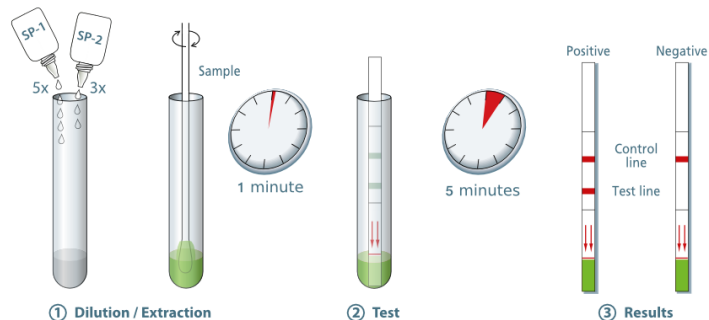 SP-1
SP-2
5x
3x
Sample
1 minute
5 minutes
Positive
Negative
Control
line
Test line
① Dilution / Extraction
② Test
③ Results